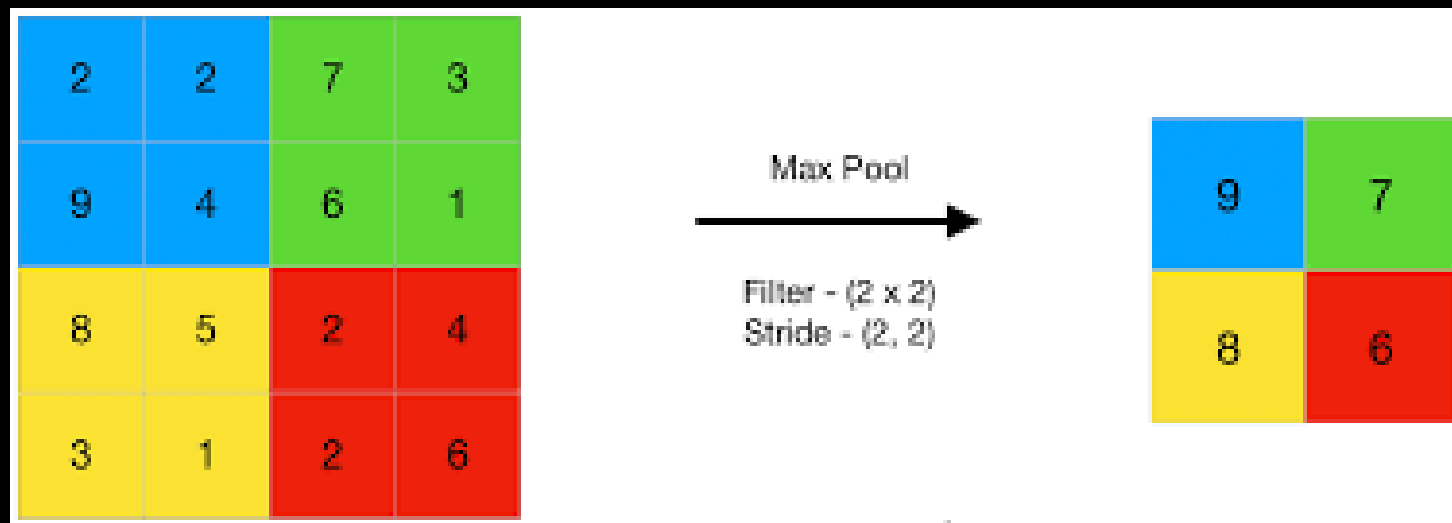 2 2 7 3
9 4 6 1
8 5 2 4
3 1 2 6
Max Pool
Filter - (2 x 2)
Stride - (2, 2)
9 7
8 6